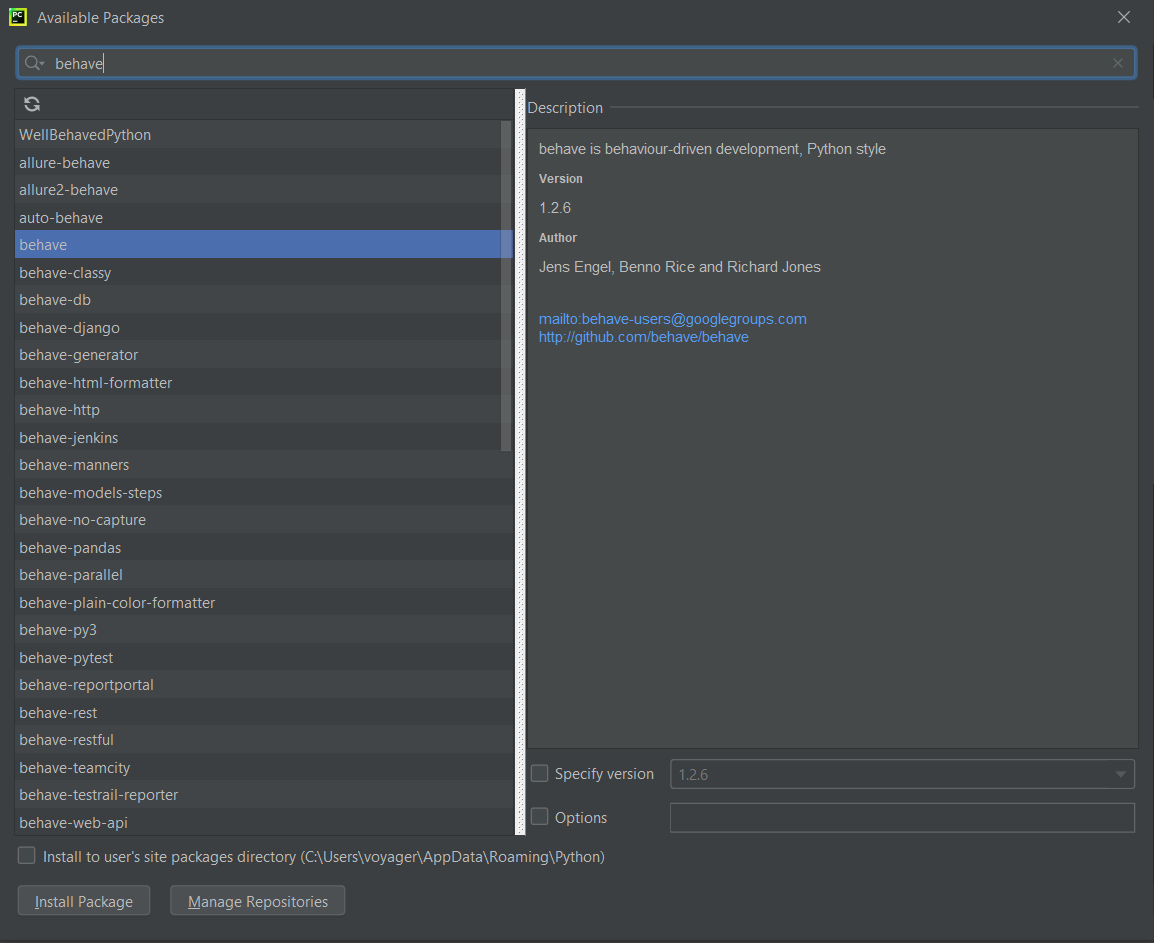 PC
Available Packages
behave
WellBehavedPython
allure-behave
allure2-behave
auto-behave
behave
behave-classy
behave-db
behave-django
behave-generator
behave-html-formatter
behave-http
behave-jenkins
behave-manners
behave-models-steps
behave-no-capture
behave-pandas
behave-parallel
behave-plain-color-formatter
behave-py3
behave-pytest
behave-reportportal
behave-rest
behave-restful
behave-teamcity
behave-testrail-reporter
behave-web-api
Description
behave is behaviour-driven development, Python style
Version
1.2.6
Author
Jens Engel, Benno Rice and Richard Jones
mailto:behave-users@googlegroups.com
http://github.com/behave/behave
Specify version
1.2.6
Options
Install to user's site packages directory (C:\Users\voyager\AppData\Roaming\Python)
Install Package
Manage Repositories